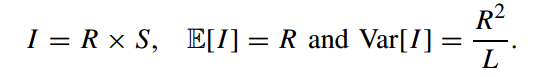 I = R × S, 𝔼[I] = R and Var[I] = R²/L.